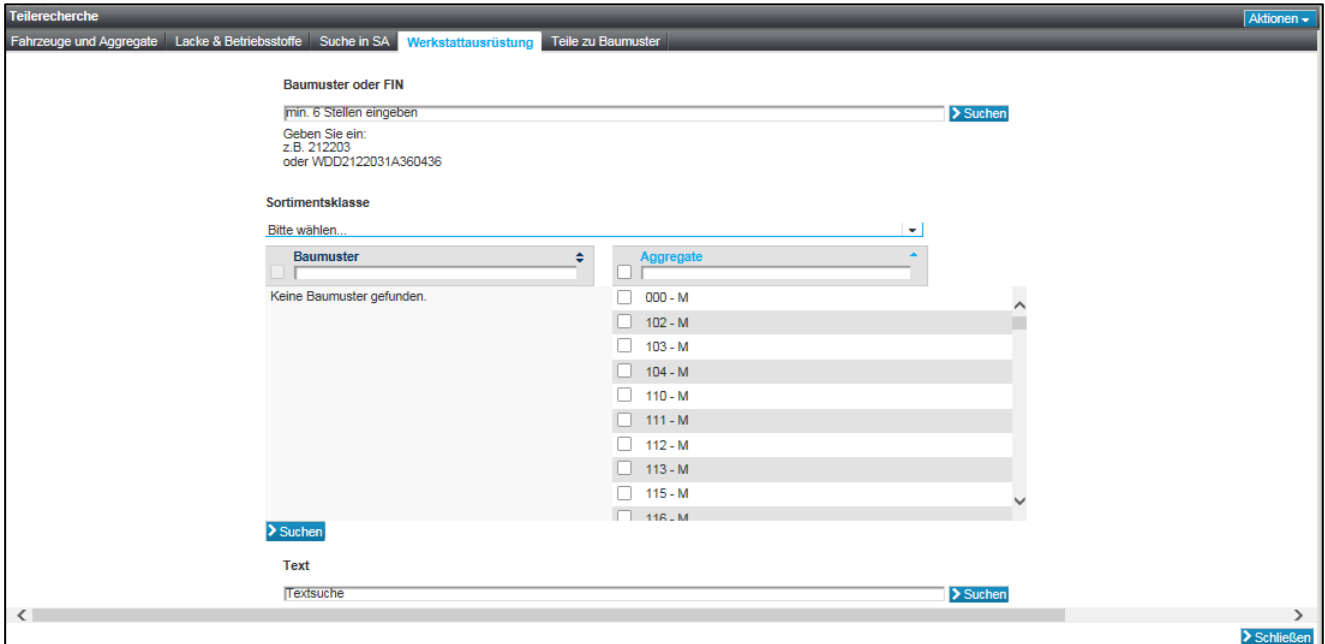 Teilerecherche
Aktionen
Fahrzeuge und Aggregate Lacke & Betriebsstoffe Suche in SA Werkstattausrüstung Teile zu Baumuster
Baumuster oder FIN
min. 6 Stellen eingeben
Suchen
Geben Sie ein:
z.B. 212203
oder WDD2122031A360436
Sortimentsklasse
Bitte wählen...
Baumuster
Aggregate
Keine Baumuster gefunden.
000 - M
102 - M
103 - M
104 - M
110 - M
111 - M
112 - M
113 - M
115 - M
116 - M
Suchen
Text
Textsuche
Suchen
Schließen